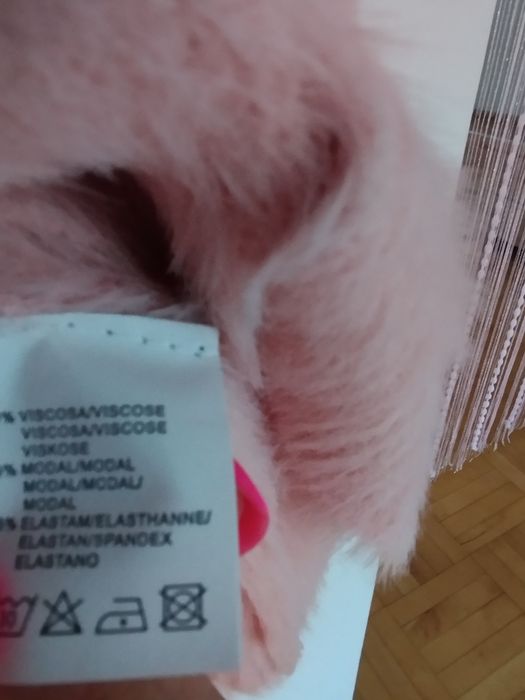 % VISCOSA/VISCOSE
VISCOSA/VISCOSE
VISKOSE
% MODAL/MODAL
MODAL/MODAL/
MODAL
% ELASTAM/ELASTHANNE/
ELASTAN/SPANDEX
ELASTANO